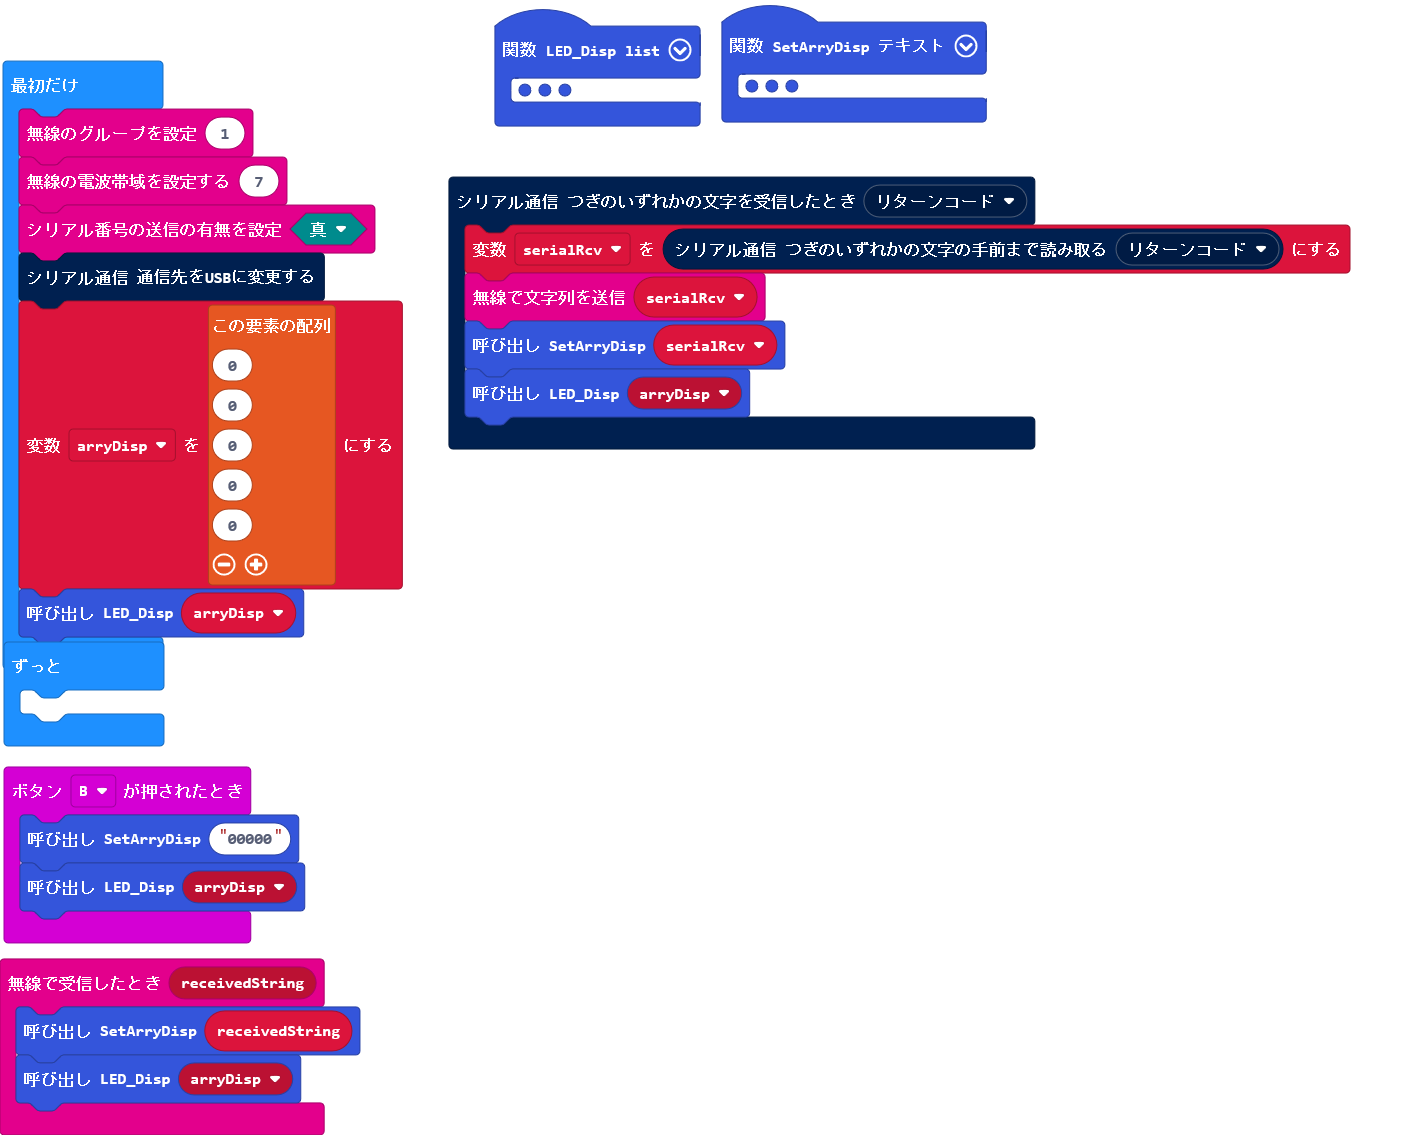 関数 LED_Disp list
関数 SetArryDisp テキスト
最初だけ
無線のグループを設定 1
無線の電波帯域を設定する 7
シリアル番号の送信の有無を設定 真
シリアル通信 通信先をUSBに変更する
変数 arryDisp を この要素の配列 0 0 0 0 0 にする
呼び出し LED_Disp arryDisp
ずっと
ボタン B が押されたとき
呼び出し SetArryDisp "00000"
呼び出し LED_Disp arryDisp
無線で受信したとき receivedString
呼び出し SetArryDisp receivedString
呼び出し LED_Disp arryDisp
シリアル通信 つぎのいずれかの文字を受信したとき リターンコード
変数 serialRcv を シリアル通信 つぎのいずれかの文字の手前まで読み取る リターンコード にする
無線で文字列を送信 serialRcv
呼び出し SetArryDisp serialRcv
呼び出し LED_Disp arryDisp